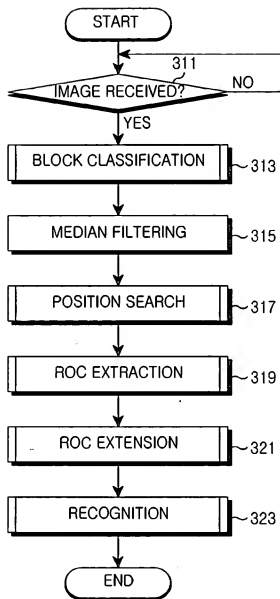 START
311
IMAGE RECEIVED?
NO
YES
BLOCK CLASSIFICATION
313
MEDIAN FILTERING
315
POSITION SEARCH
317
ROC EXTRACTION
319
ROC EXTENSION
321
RECOGNITION
323
END